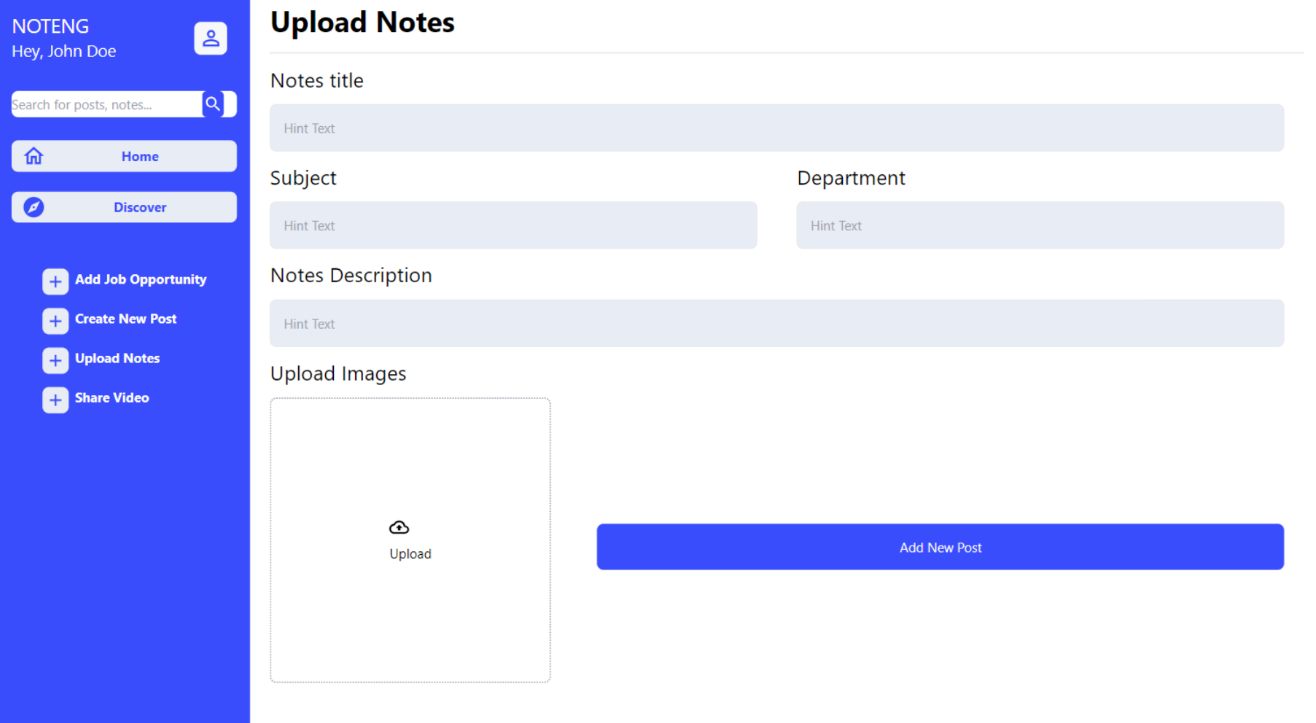 NOTENG
Hey, John Doe
Search for posts, notes...
Home
Discover
Add Job Opportunity
Create New Post
Upload Notes
Share Video
Upload Notes
Notes title
Hint Text
Subject
Department
Hint Text
Hint Text
Notes Description
Hint Text
Upload Images
Upload
Add New Post